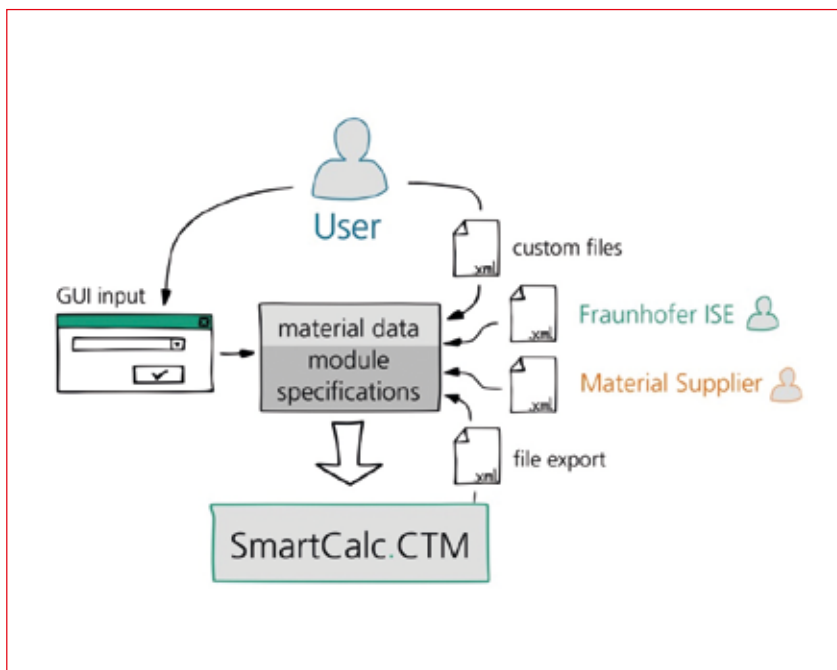 User
custom files
.xml
GUI input
Fraunhofer ISE
.xml
material data
module
specifications
Material Supplier
.xml
file export
.xml
SmartCalc.CTM